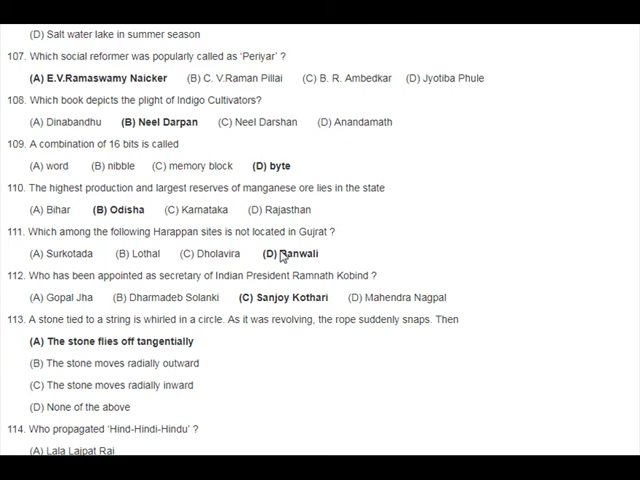 (D) Salt water lake in summer season
107. Which social reformer was popularly called as 'Periyar' ?
(A) E.V.Ramaswamy Naicker (B) C. V.Raman Pillai (C) B. R. Ambedkar (D) Jyotiba Phule
108. Which book depicts the plight of Indigo Cultivators?
(A) Dinabandhu (B) Neel Darpan (C) Neel Darshan (D) Anandamath
109. A combination of 16 bits is called
(A) word (B) nibble (C) memory block (D) byte
110. The highest production and largest reserves of manganese ore lies in the state
(A) Bihar (B) Odisha (C) Karnataka (D) Rajasthan
111. Which among the following Harappan sites is not located in Gujrat ?
(A) Surkotada (B) Lothal (C) Dholavira (D)
112. Who has been appointed as secretary of Indian President Ramnath Kobind ?
(A) Gopal Jha (B) Dharmadeb Solanki (C) Sanjoy Kothari (D) Mahendra Nagpal
113. A stone tied to a string is whirled in a circle. As it was revolving, the rope suddenly snaps. Then
(A) The stone flies off tangentially
(B) The stone moves radially outward
(C) The stone moves radially inward
(D) None of the above
114. Who propagated 'Hind-Hindi-Hindu' ?
(A) Lala Lajpat Rai